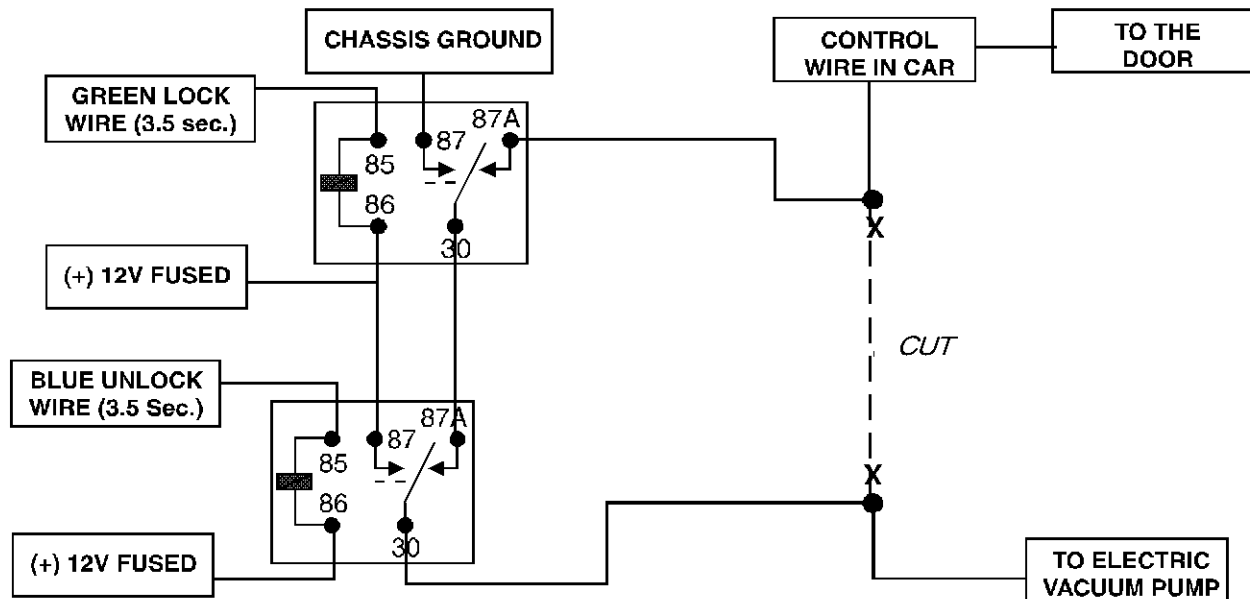 CHASSIS GROUND
CONTROL
WIRE IN CAR
TO THE
DOOR
GREEN LOCK
WIRE (3.5 sec.)
87A
87
85
86
30
(+) 12V FUSED
X
CUT
BLUE UNLOCK
WIRE (3.5 Sec.)
87A
87
85
86
30
X
(+) 12V FUSED
TO ELECTRIC
VACUUM PUMP